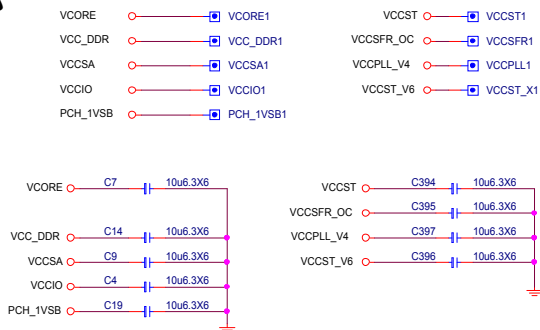 VCORE VCORE1
VCC_DDR VCC_DDR1
VCCSA VCCSA1
VCCIO VCCIO1
PCH_1VSB PCH_1VSB1
VCCST VCCST1
VCCSFR_OC VCCSFR1
VCCPLL_V4 VCCPLL1
VCCST_V6 VCCST_X1
VCORE C7 10u6.3X6
VCC_DDR C14 10u6.3X6
VCCSA C9 10u6.3X6
VCCIO C4 10u6.3X6
PCH_1VSB C19 10u6.3X6
VCCST C394 10u6.3X6
VCCSFR_OC C395 10u6.3X6
VCCPLL_V4 C397 10u6.3X6
VCCST_V6 C396 10u6.3X6